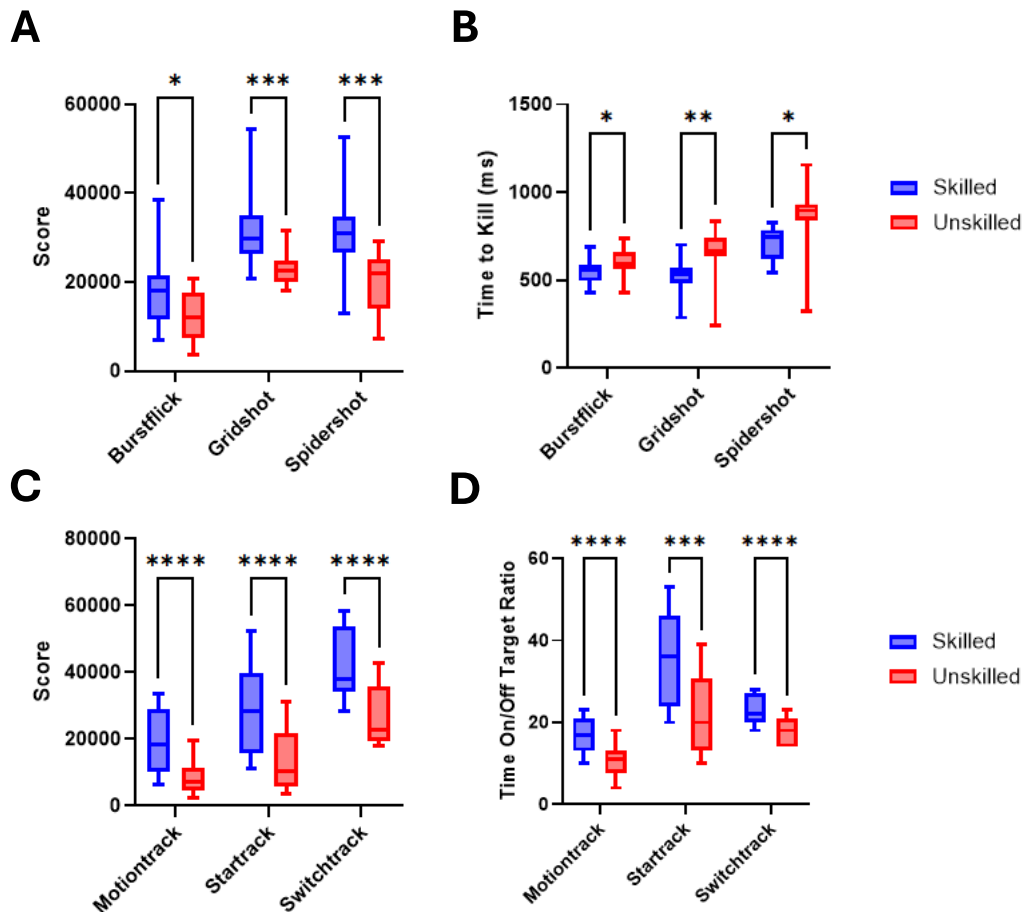 A
* *** ***
60000
40000
20000
0
Score
Burstflick
Gridshot
Spidershot
B
* ** *
1500
1000
500
0
Time to Kill (ms)
Burstflick
Gridshot
Spidershot
Skilled
Unskilled
C
**** **** ****
80000
60000
40000
20000
0
Score
Motiontrack
Startrack
Switchtrack
D
**** *** ****
60
40
20
0
Time On/Off Target Ratio
Motiontrack
Startrack
Switchtrack
Skilled
Unskilled